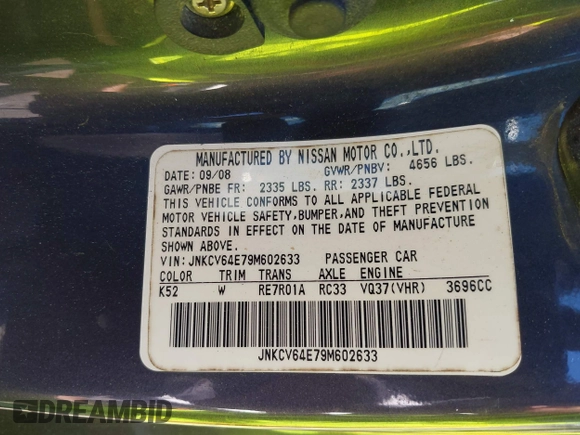 MANUFACTURED BY NISSAN MOTOR CO.,LTD.
DATE: 09/08 GVWR/PNBV: 4656 LBS.
GAWR/PNBE FR: 2335 LBS. RR: 2337 LBS.
THIS VEHICLE CONFORMS TO ALL APPLICABLE FEDERAL
MOTOR VEHICLE SAFETY,BUMPER,AND THEFT PREVENTION
STANDARDS IN EFFECT ON THE DATE OF MANUFACTURE
SHOWN ABOVE.
VIN: JNKCV64E79M602633 PASSENGER CAR
COLOR TRIM TRANS AXLE ENGINE
K52 W RE7R01A RC33 VQ37(VHR) 3696CC
JNKCV64E79M602633
DREAMBID